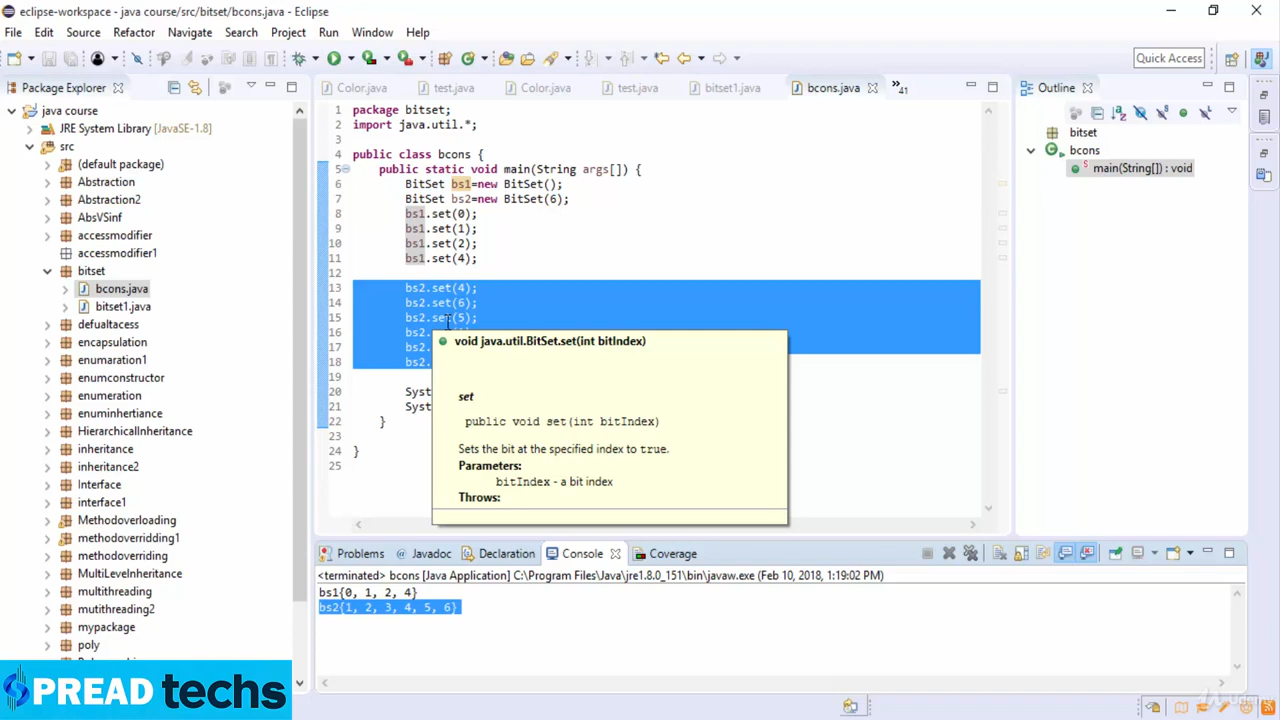 eclipse-workspace - java course/src/bitset/bcons.java - Eclipse
File Edit Source Refactor Navigate Search Project Run Window Help
Quick Access
Package Explorer
java course
JRE System Library [JavaSE-1.8]
src
(default package)
Abstraction
Abstraction2
AbsVSinf
accessmodifier
accessmodifier1
bitset
bcons.java
bitset1.java
defualtacess
encapsulation
enumaration1
enumconstructor
enumeration
enuminhertiance
HierarchicalInheritance
inheritance
inheritance2
Interface
interface1
Methodoverloading
methodoverridding1
methodoverriding
MultiLevelInheritance
multithreading
mutithreading2
mypackage
poly
SPREAD techs
Color.java test.java Color.java test.java bitset1.java bcons.java 41
1 package bitset;
2 import java.util.*;
3
4 public class bcons {
5 public static void main(String args[]) {
6 BitSet bs1=new BitSet();
7 BitSet bs2=new BitSet(6);
8 bs1.set(0);
9 bs1.set(1);
10 bs1.set(2);
11 bs1.set(4);
12
13 bs2.set(4);
14 bs2.set(6);
15 bs2.set(5);
16 bs2.
17 bs2.
18 bs2.
19
20 Syst
21 Syst
22 }
23
24 }
25
void java.util.BitSet.set(int bitIndex)
set
public void set(int bitIndex)
Sets the bit at the specified index to true.
Parameters:
bitIndex - a bit index
Throws:
Outline
bitset
bcons
main(String[]) : void
Problems Javadoc Declaration Console Coverage
<terminated> bcons [Java Application] C:\Program Files\Java\jre1.8.0_151\bin\javaw.exe (Feb 10, 2018, 1:19:02 PM)
bs1{0, 1, 2, 4}
bs2{1, 2, 3, 4, 5, 6}